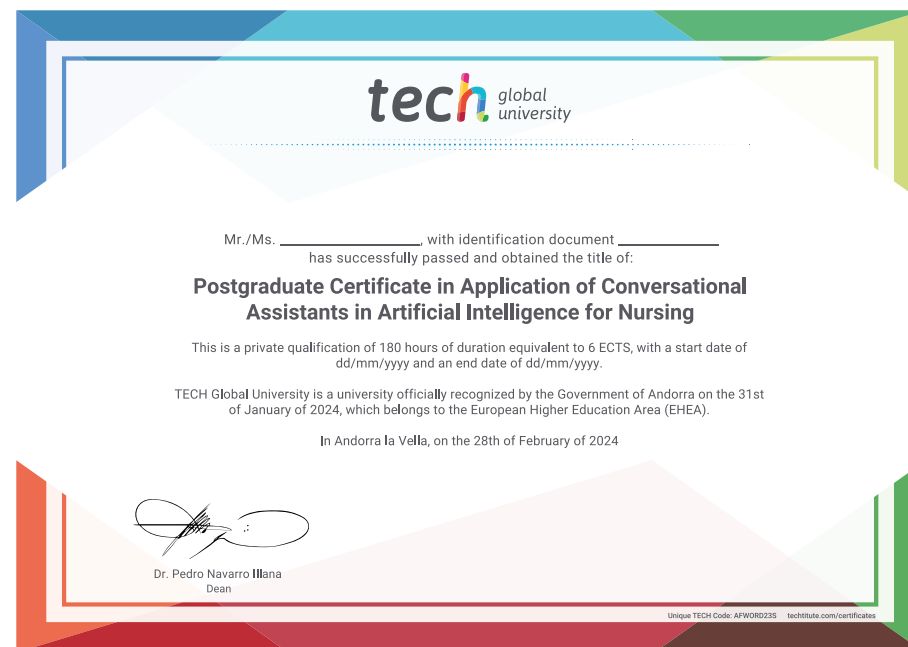 tech global university
Mr./Ms. ____________________, with identification document ______________
has successfully passed and obtained the title of:
Postgraduate Certificate in Application of Conversational
Assistants in Artificial Intelligence for Nursing
This is a private qualification of 180 hours of duration equivalent to 6 ECTS, with a start date of
dd/mm/yyyy and an end date of dd/mm/yyyy.
TECH Global University is a university officially recognized by the Government of Andorra on the 31st
of January of 2024, which belongs to the European Higher Education Area (EHEA).
In Andorra la Vella, on the 28th of February of 2024
Dr. Pedro Navarro Illana
Dean
Unique TECH Code: AFWORD23S techtitute.com/certificates